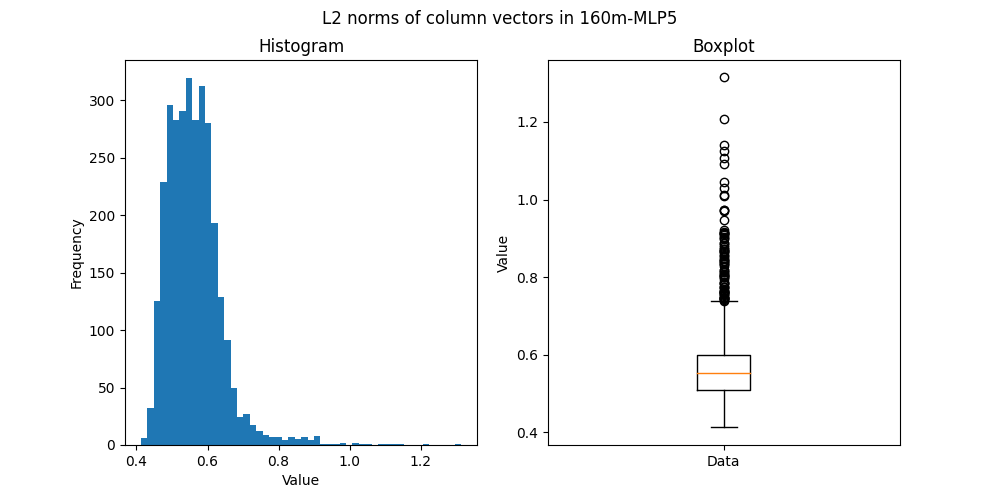 L2 norms of column vectors in 160m-MLP5
Histogram
Frequency
300
250
200
150
100
50
0
0.4 0.6 0.8 1.0 1.2
Value
Boxplot
Value
1.2
1.0
0.8
0.6
0.4
Data